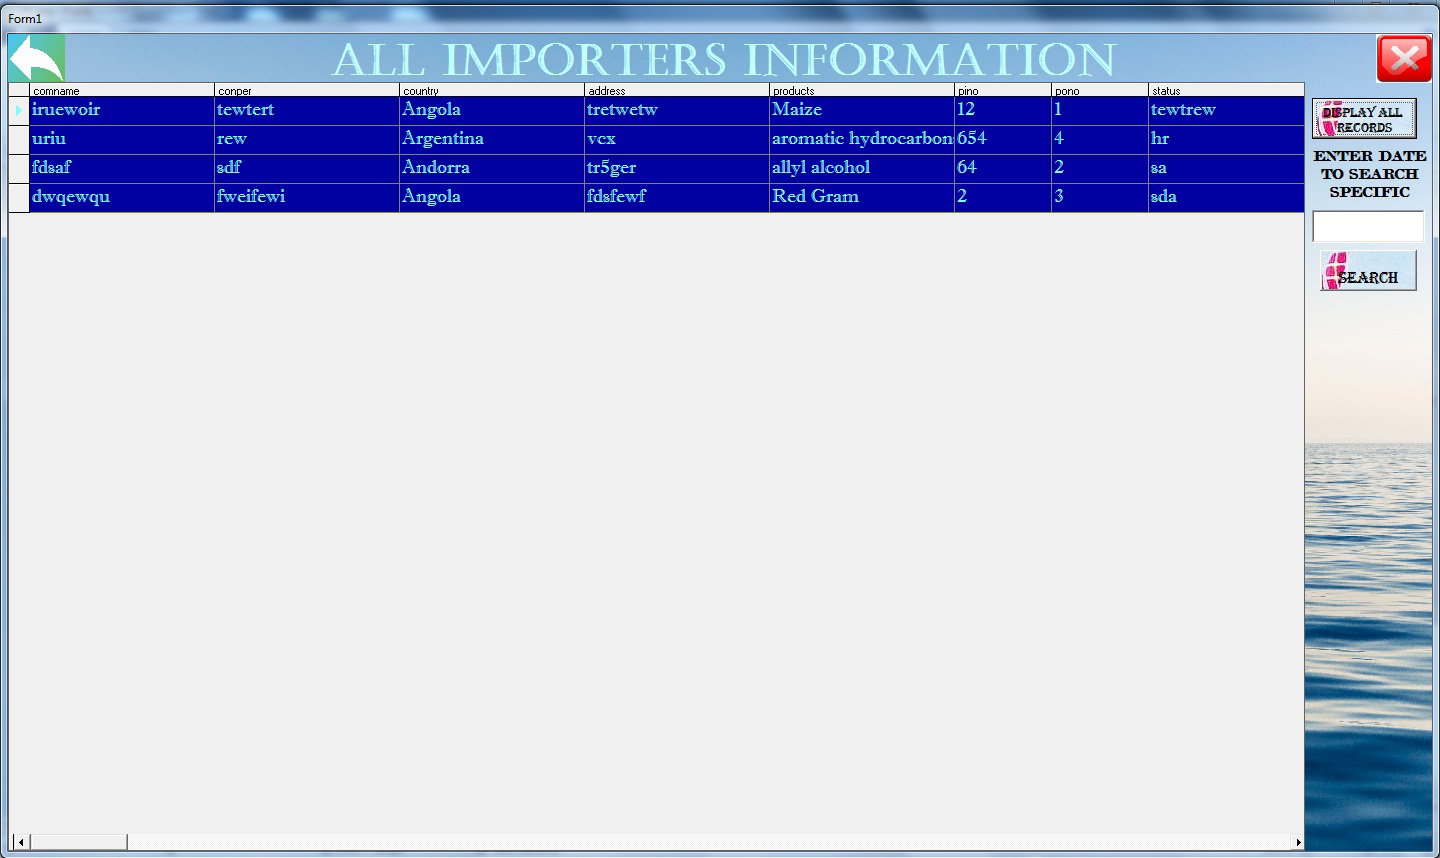 Form1
ALL IMPORTERS INFORMATION
comname conper country address products pino pono status
iruewoir tewtert Angola tretwetw Maize 12 1 tewtrew
uriu rew Argentina vcx aromatic hydrocarbon 654 4 hr
fdsaf sdf Andorra tr5ger allyl alcohol 64 2 sa
dwqewqu fweifewi Angola fdsfewf Red Gram 2 3 sda
DISPLAY ALL
RECORDS
ENTER DATE
TO SEARCH
SPECIFIC
SEARCH